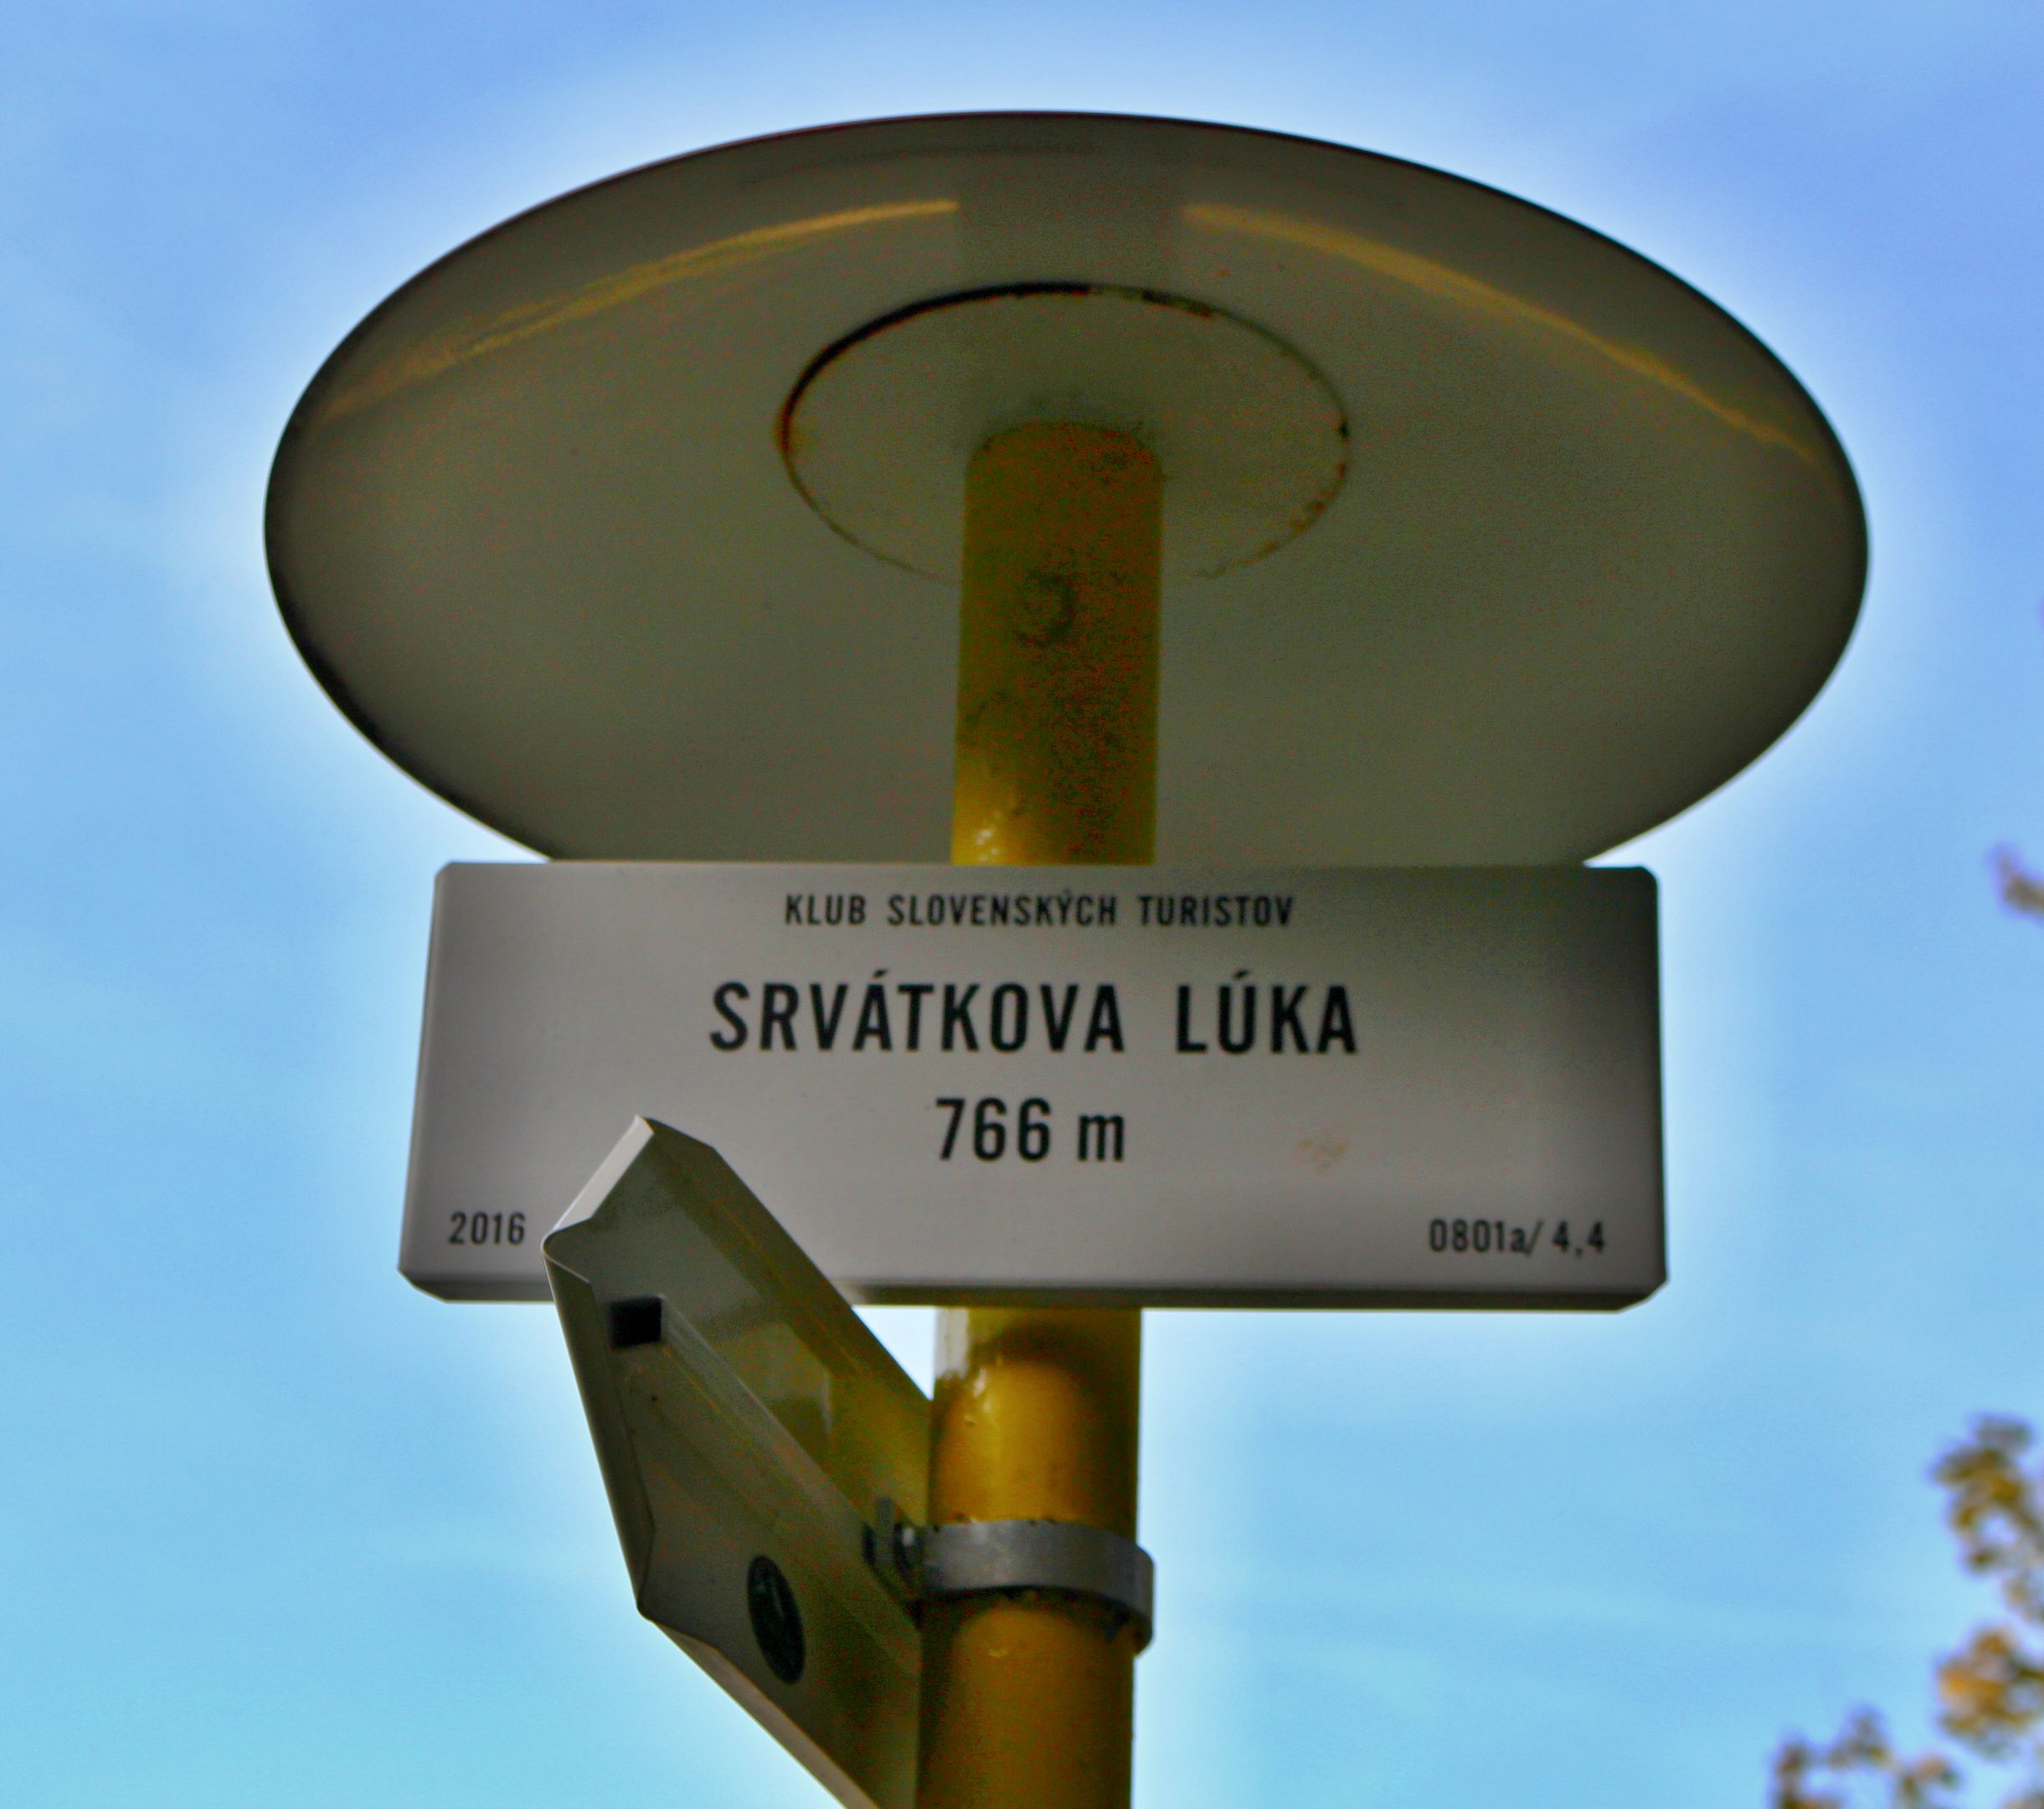 KLUB SLOVENSKÝCH TURISTOV
SRVÁTKOVA LÚKA
766 m
2016 0801a/4,4